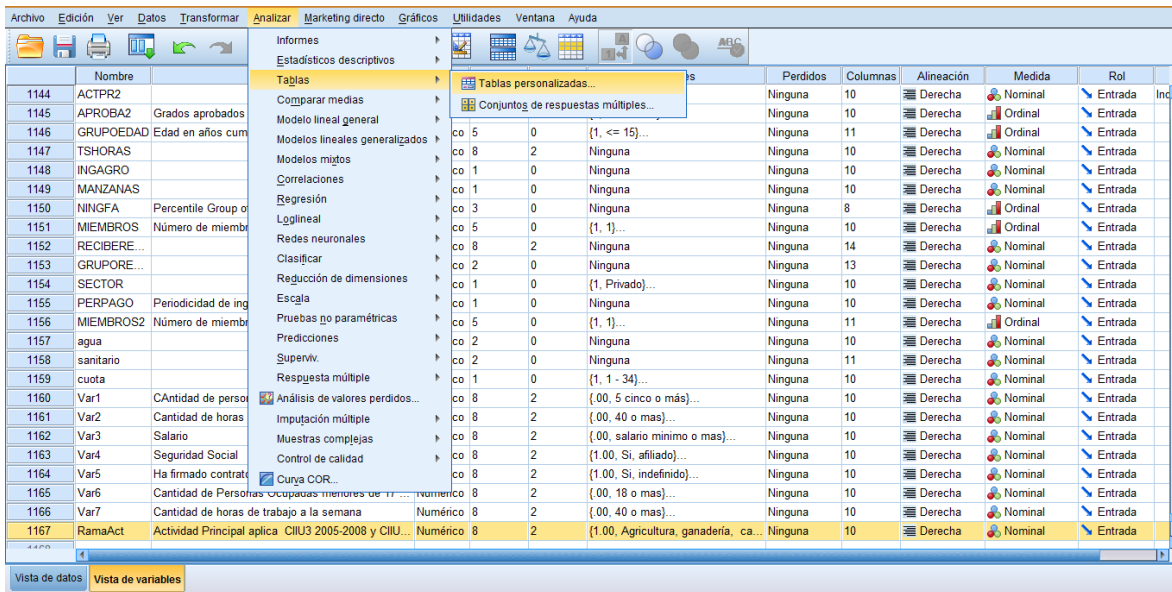 Archivo Edición Ver Datos Transformar Analizar Marketing directo Gráficos Utilidades Ventana Ayuda
Informes
Estadísticos descriptivos
Tablas
Comparar medias
Modelo lineal general
Modelos lineales generalizados
Modelos mixtos
Correlaciones
Regresión
Loglineal
Redes neuronales
Clasificar
Reducción de dimensiones
Escala
Pruebas no paramétricas
Predicciones
Superviv.
Respuesta múltiple
Análisis de valores perdidos...
Imputación múltiple
Muestras complejas
Control de calidad
Curva COR...
Tablas personalizadas...
Conjuntos de respuestas múltiples...
Nombre Perdidos Columnas Alineación Medida Rol
1144 ACTPR2 Ninguna 10 Derecha Nominal Entrada
1145 APROBA2 Grados aprobados Ninguna 10 Derecha Ordinal Entrada
1146 GRUPOEDAD Edad en años cum co 5 0 {1, <= 15}... Ninguna 11 Derecha Ordinal Entrada
1147 TSHORAS co 8 2 Ninguna Ninguna 10 Derecha Nominal Entrada
1148 INGAGRO co 1 0 Ninguna Ninguna 10 Derecha Nominal Entrada
1149 MANZANAS co 1 0 Ninguna Ninguna 10 Derecha Nominal Entrada
1150 NINGFA Percentile Group o co 3 0 Ninguna Ninguna 8 Derecha Ordinal Entrada
1151 MIEMBROS Número de miembr co 5 0 {1, 1}... Ninguna 10 Derecha Ordinal Entrada
1152 RECIBERE... co 8 2 Ninguna Ninguna 14 Derecha Nominal Entrada
1153 GRUPORE... co 2 0 Ninguna Ninguna 13 Derecha Nominal Entrada
1154 SECTOR co 1 0 {1, Privado}... Ninguna 10 Derecha Nominal Entrada
1155 PERPAGO Periodicidad de ing co 1 0 Ninguna Ninguna 10 Derecha Nominal Entrada
1156 MIEMBROS2 Número de miembr co 5 0 {1, 1}... Ninguna 11 Derecha Ordinal Entrada
1157 agua co 2 0 Ninguna Ninguna 10 Derecha Nominal Entrada
1158 sanitario co 2 0 Ninguna Ninguna 11 Derecha Nominal Entrada
1159 cuota co 1 0 {1, 1 - 34}... Ninguna 10 Derecha Nominal Entrada
1160 Var1 CAntidad de person co 8 2 {.00, 5 cinco o más}... Ninguna 10 Derecha Nominal Entrada
1161 Var2 Cantidad de horas co 8 2 {.00, 40 o mas}... Ninguna 10 Derecha Nominal Entrada
1162 Var3 Salario co 8 2 {.00, salario minimo o mas}... Ninguna 10 Derecha Nominal Entrada
1163 Var4 Seguridad Social co 8 2 {1.00, Si, afiliado}... Ninguna 10 Derecha Nominal Entrada
1164 Var5 Ha firmado contrato co 8 2 {1.00, Si, indefinido}... Ninguna 10 Derecha Nominal Entrada
1165 Var6 Cantidad de Personas Ocupadas menores de 17 ... Numérico 8 2 {.00, 18 o mas}... Ninguna 10 Derecha Nominal Entrada
1166 Var7 Cantidad de horas de trabajo a la semana Numérico 8 2 {.00, 40 o mas}... Ninguna 10 Derecha Nominal Entrada
1167 RamaAct Actividad Principal aplica CIIU3 2005-2008 y CIIU... Numérico 8 2 {1.00, Agricultura, ganadería, ca... Ninguna 10 Derecha Nominal Entrada
Vista de datos Vista de variables